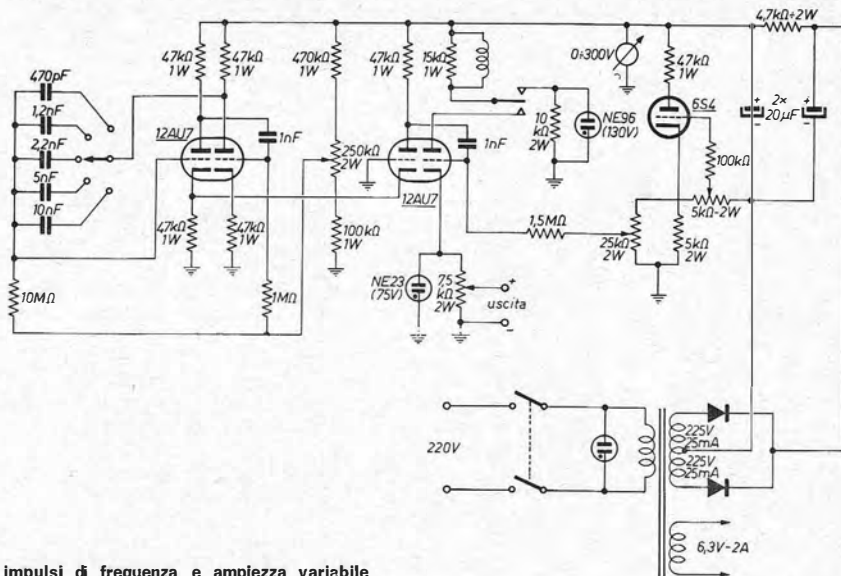 4,7kΩ÷2W
47kΩ
1W
47kΩ
1W
470kΩ
1W
47kΩ
1W
15kΩ
1W
0÷300V
47kΩ
1W
470pF
1,2nF
2,2nF
5nF
10nF
12AU7
1nF
250kΩ
2W
12AU7
1nF
10
kΩ
2W
NE96
(130V)
6S4
2×
20µF
100kΩ
47kΩ
1W
47kΩ
1W
100kΩ
1W
1,5MΩ
5kΩ-2W
25kΩ
2W
5kΩ
2W
10MΩ
1MΩ
NE23
(75V)
7,5
kΩ
2W
+
uscita
−
220V
225V
25mA
225V
25mA
6,3V-2A
impulsi di frequenza e ampiezza variabile